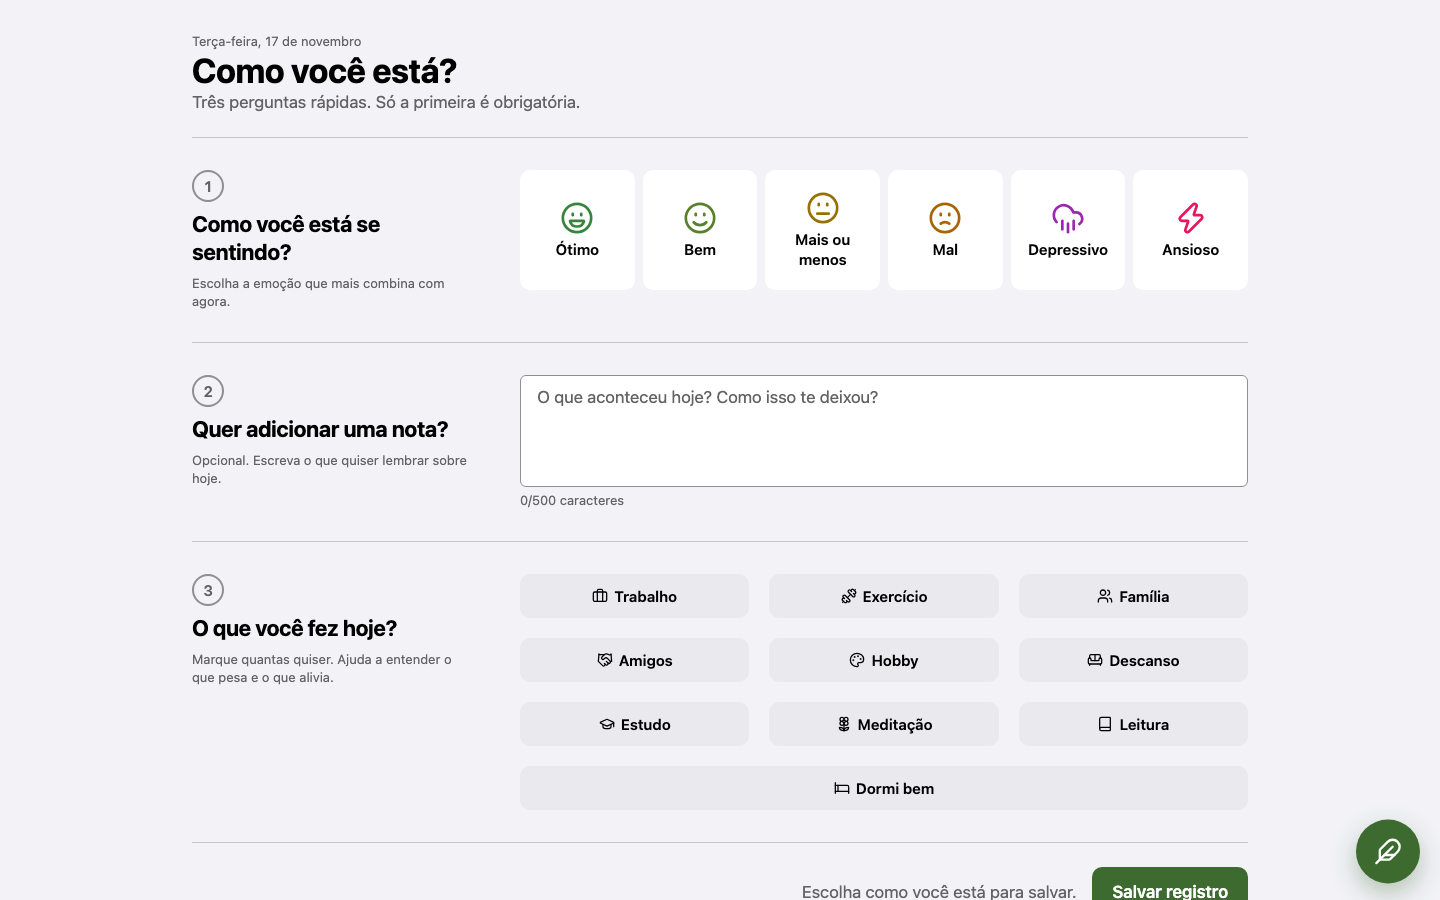 Terça-feira, 17 de novembro
Como você está?
Três perguntas rápidas. Só a primeira é obrigatória.
1
Como você está se
sentindo?
Escolha a emoção que mais combina com
agora.
Ótimo
Bem
Mais ou
menos
Mal
Depressivo
Ansioso
2
Quer adicionar uma nota?
Opcional. Escreva o que quiser lembrar sobre
hoje.
O que aconteceu hoje? Como isso te deixou?
0/500 caracteres
3
O que você fez hoje?
Marque quantas quiser. Ajuda a entender o
que pesa e o que alivia.
Trabalho
Exercício
Família
Amigos
Hobby
Descanso
Estudo
Meditação
Leitura
Dormi bem
Escolha como você está para salvar.
Salvar registro